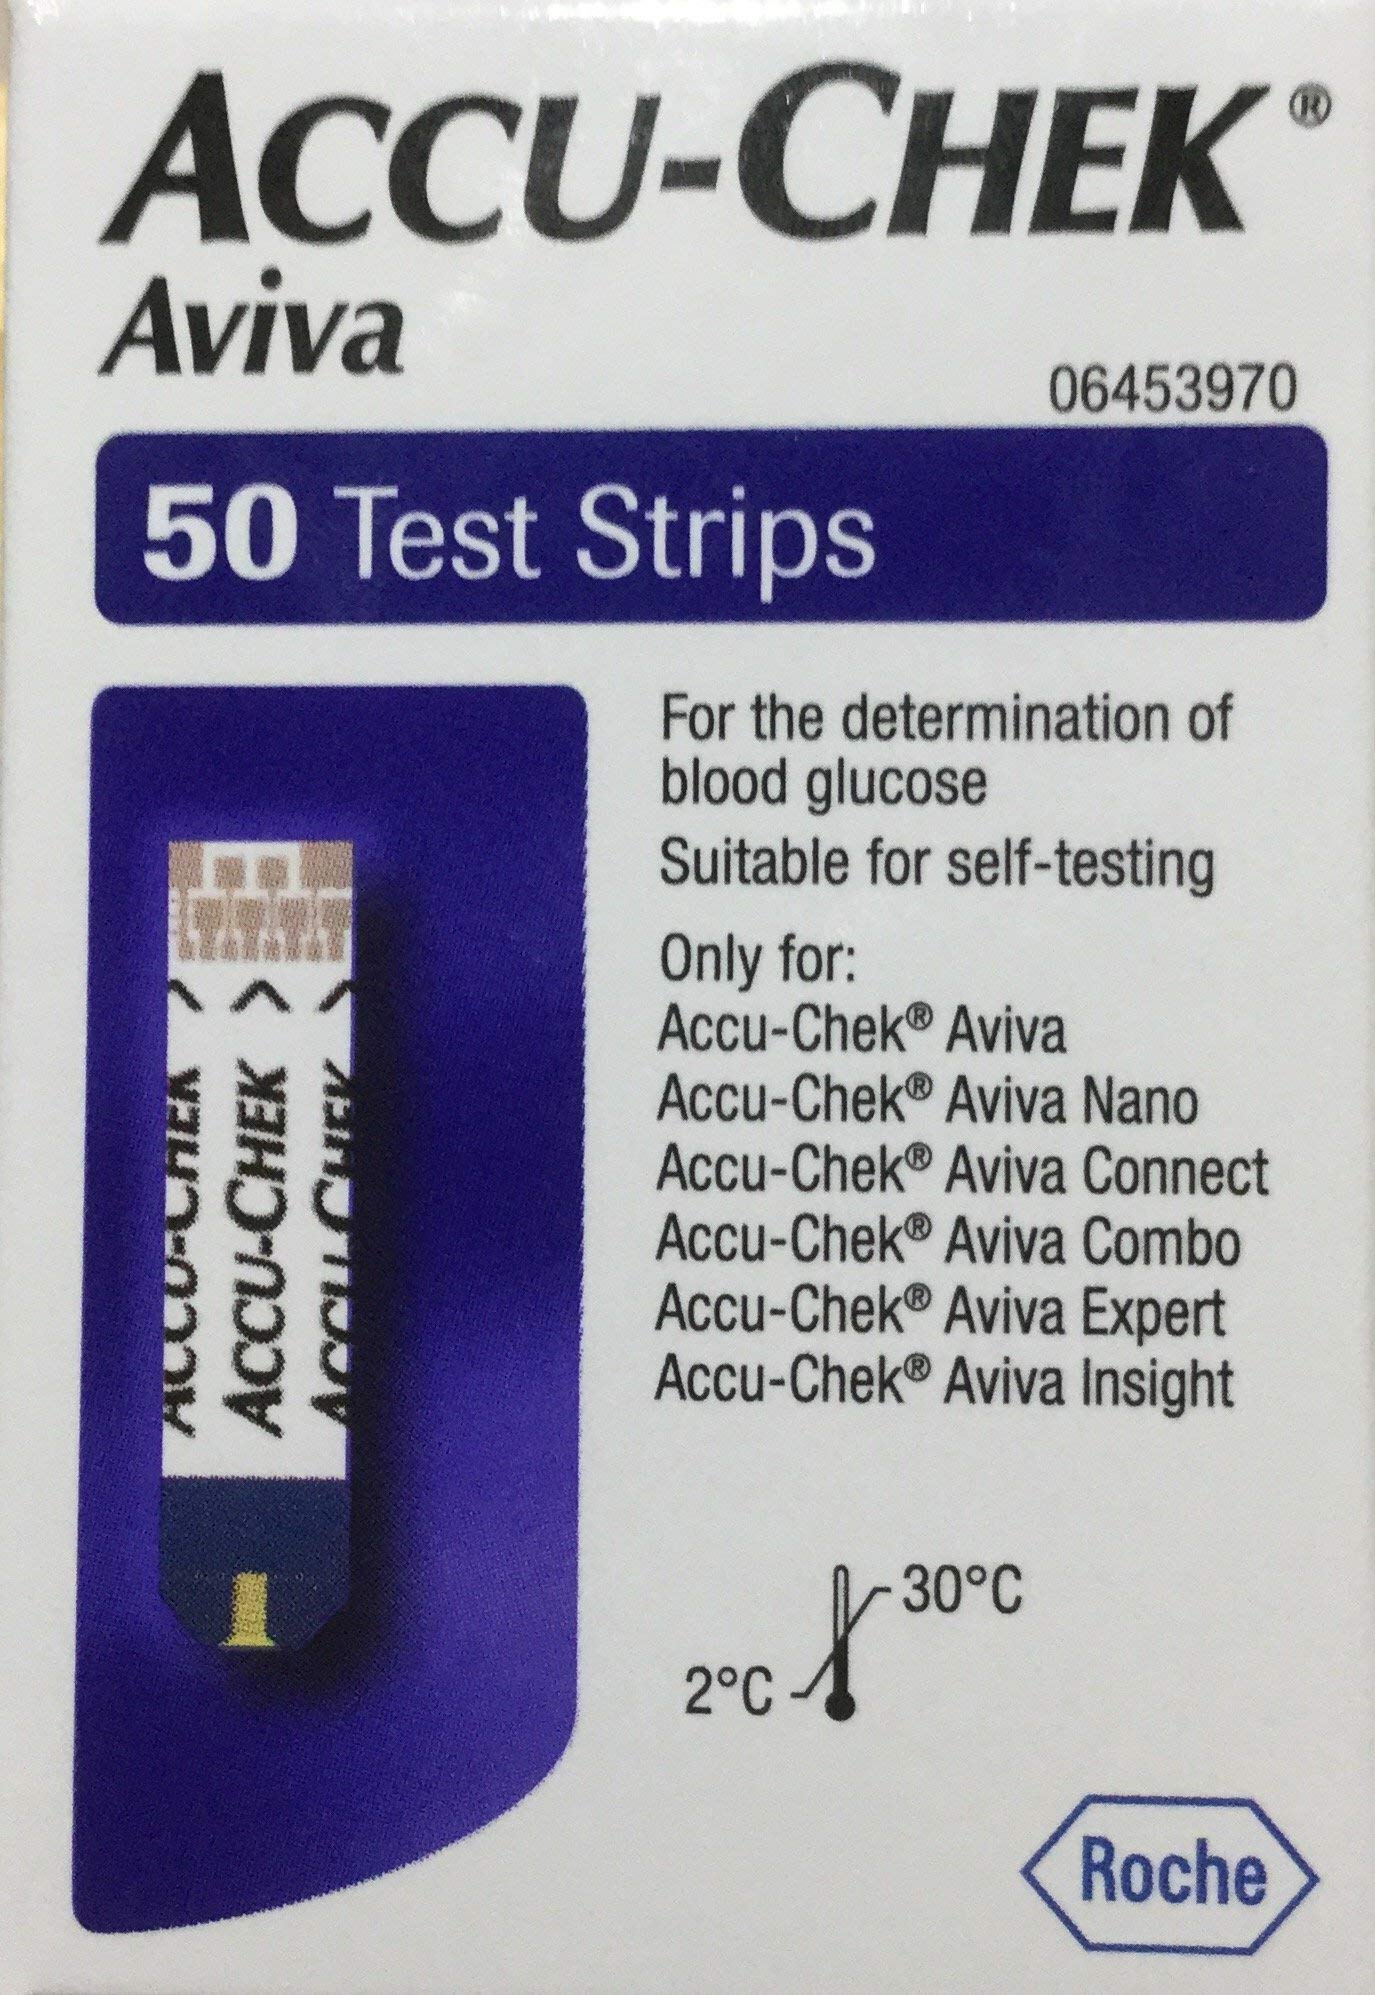 ACCU-CHEK®
Aviva
06453970
50 Test Strips
For the determination of
blood glucose
Suitable for self-testing
Only for:
Accu-Chek® Aviva
Accu-Chek® Aviva Nano
Accu-Chek® Aviva Connect
Accu-Chek® Aviva Combo
Accu-Chek® Aviva Expert
Accu-Chek® Aviva Insight
ACCU-CHEK >
ACCU-CHEK >
ACCU-CHEK >
30°C
2°C
Roche